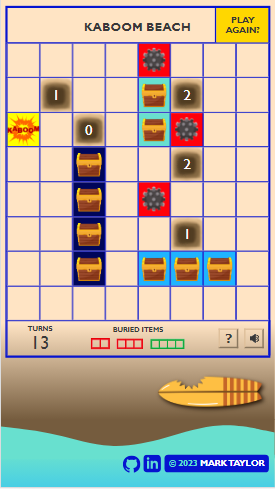 KABOOM BEACH
PLAY
AGAIN?
1
2
KABOOM
0
2
1
TURNS
13
BURIED ITEMS
?
© 2023 MARK TAYLOR